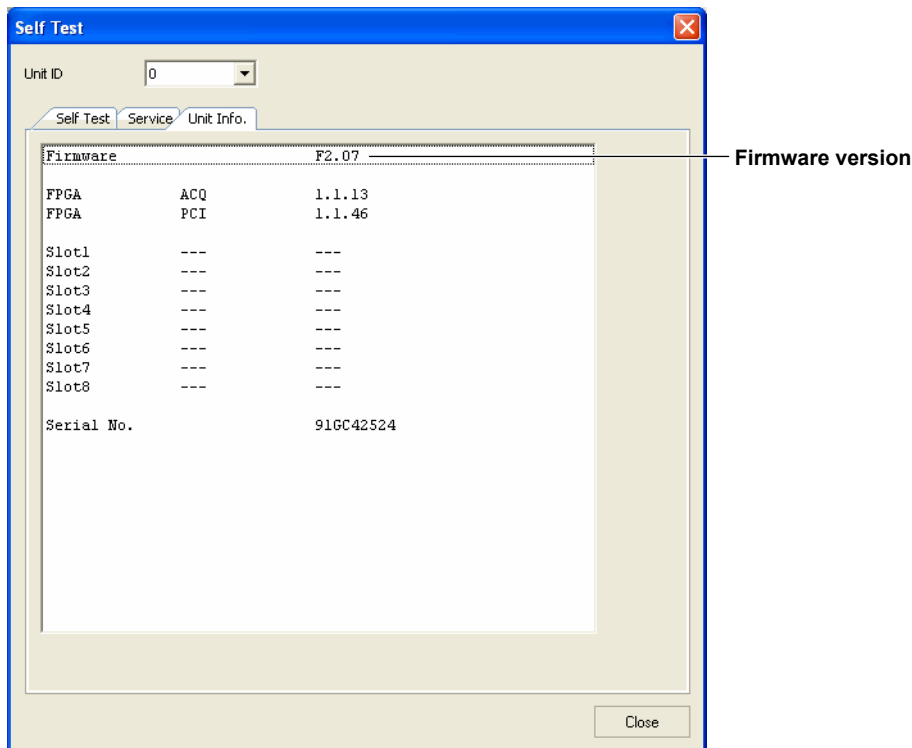 Self Test
Unit ID 0
Self Test Service Unit Info.
Firmware F2.07 Firmware version
FPGA ACQ 1.1.13
FPGA PCI 1.1.46
Slot1 --- ---
Slot2 --- ---
Slot3 --- ---
Slot4 --- ---
Slot5 --- ---
Slot6 --- ---
Slot7 --- ---
Slot8 --- ---
Serial No. 91GC42524
Close